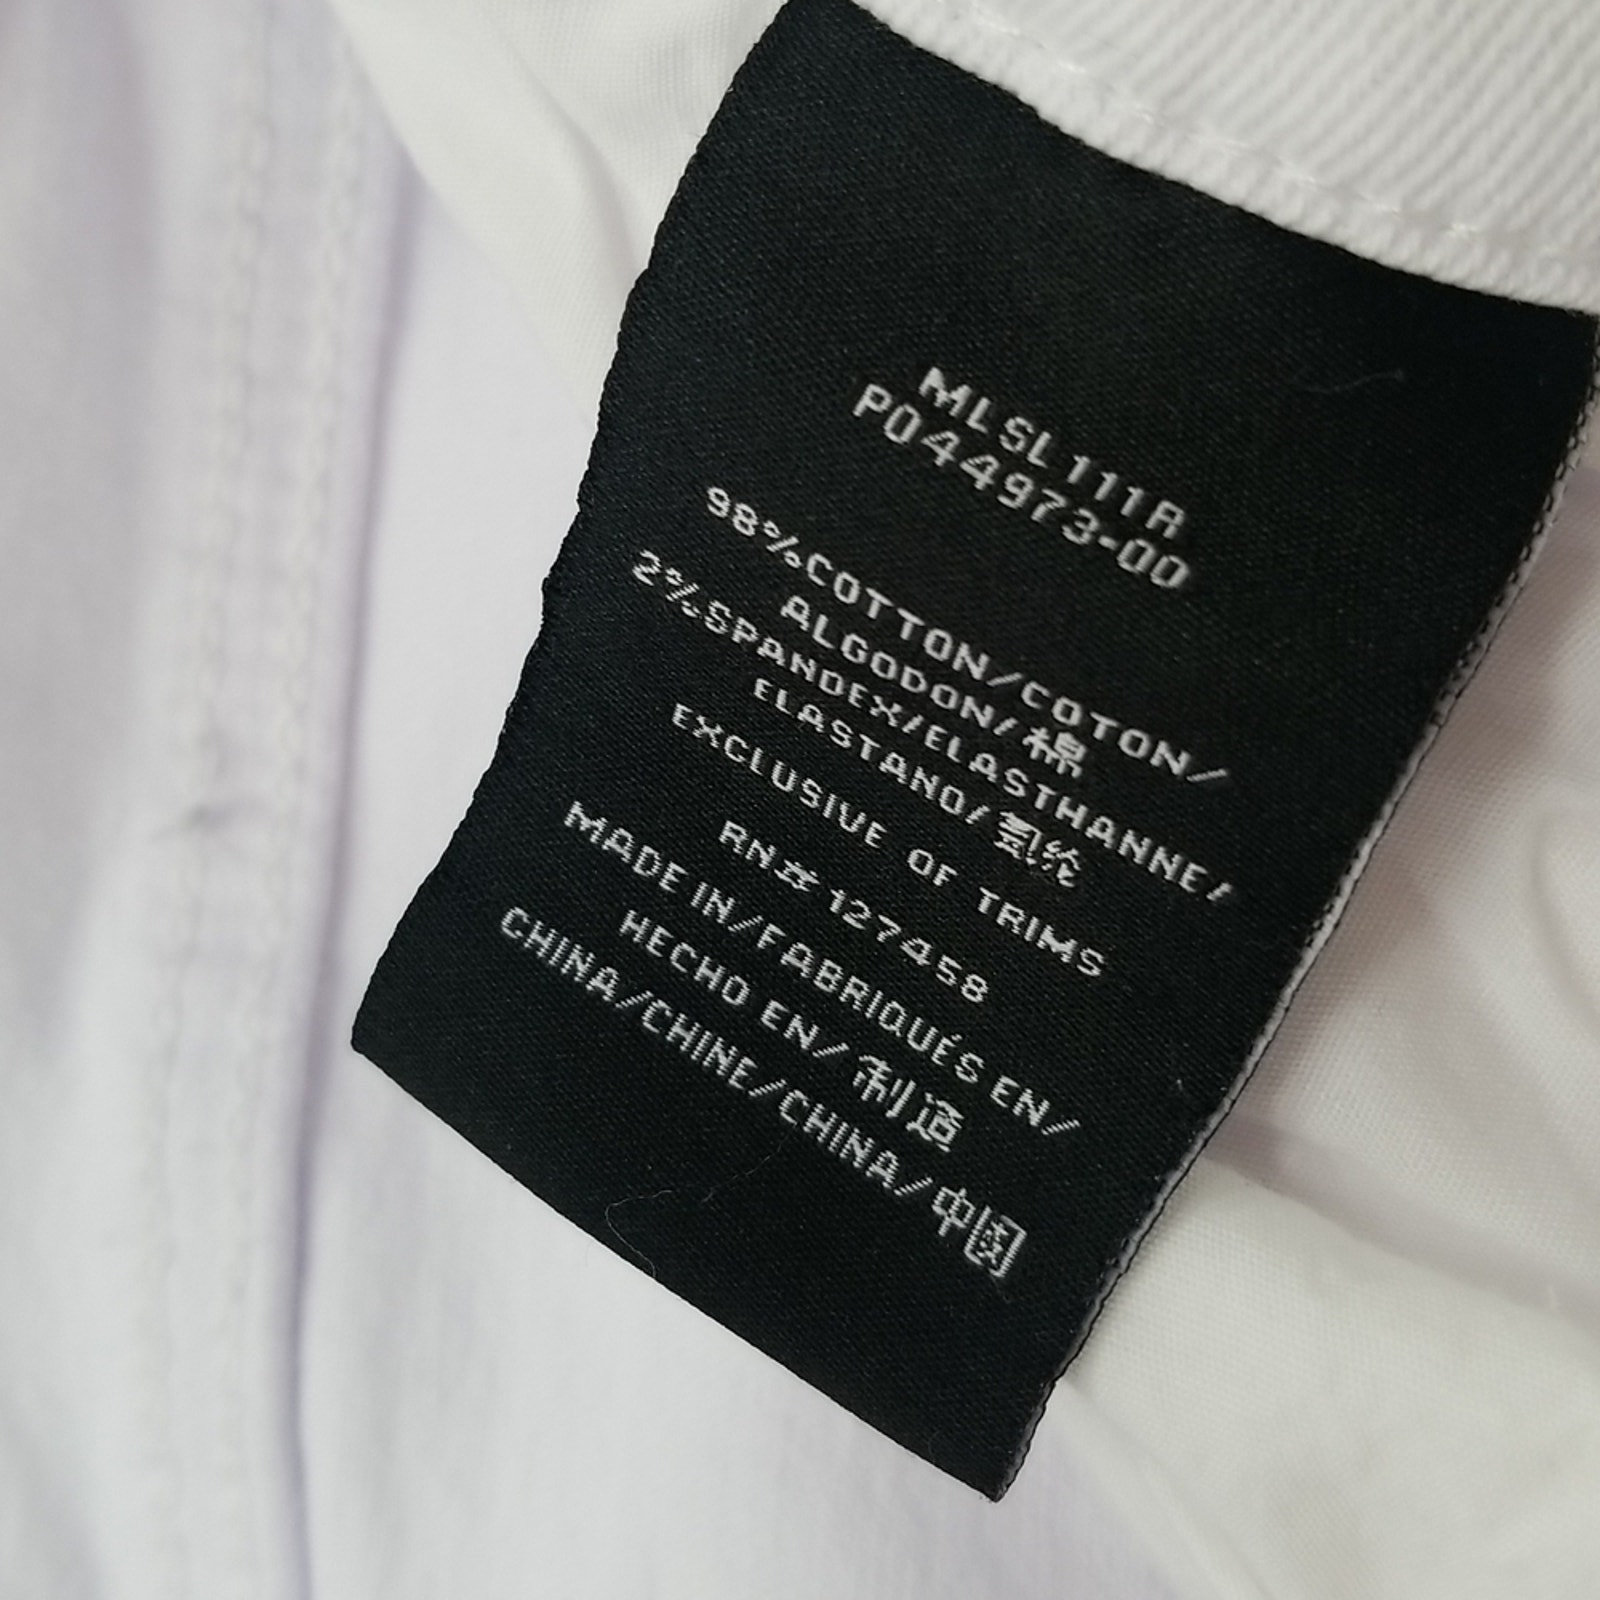 MLSL111A
P044973-00
98%COTTON/COTON/
ALGODON/棉
2%SPANDEX/ELASTHANNE/
ELASTANO/氨纶
EXCLUSIVE OF TRIMS
RN# 127458
MADE IN/FABRIQUÉS EN/
HECHO EN/制造
CHINA/CHINE/CHINA/中国